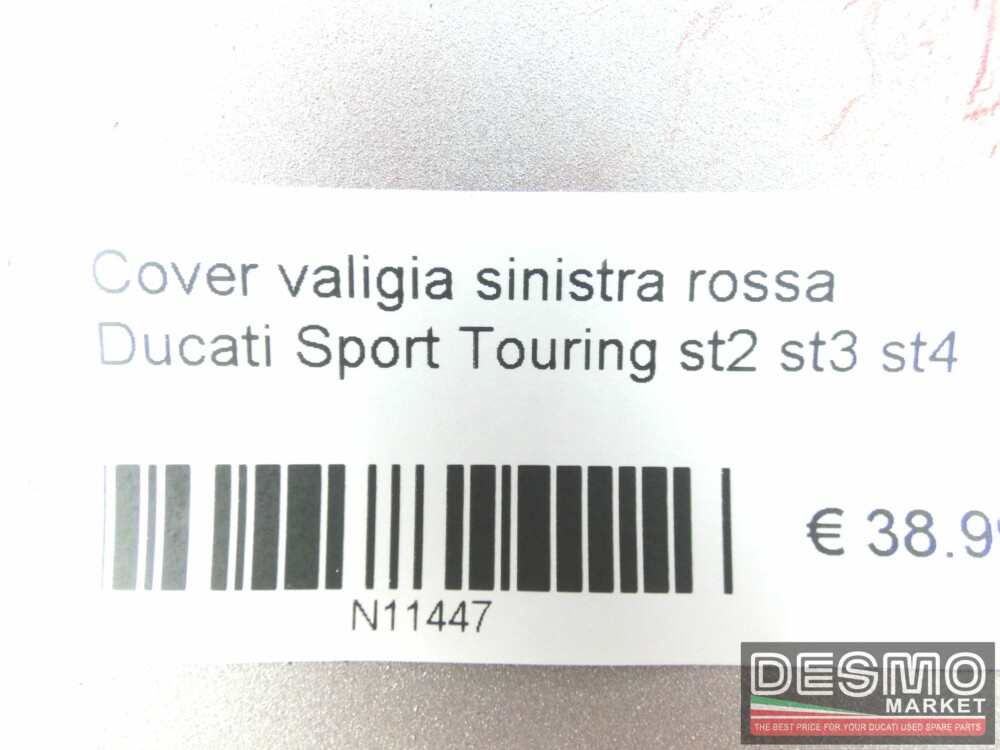 Cover valigia sinistra rossa
Ducati Sport Touring st2 st3 st4
€ 38.9
N11447
DESMO
MARKET
THE BEST PRICE FOR YOUR DUCATI USED SPARE PARTS